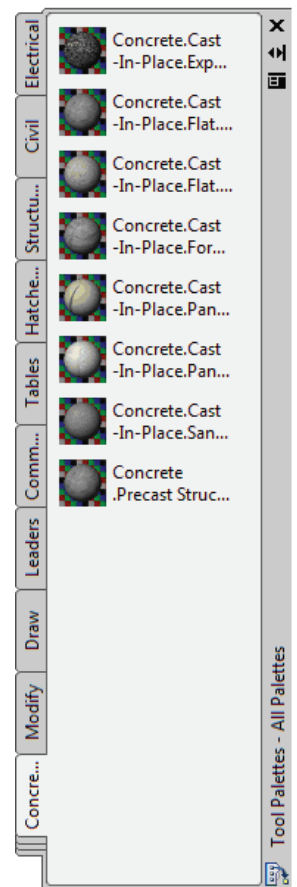 Electrical
Civil
Structu...
Hatche...
Tables
Comm...
Leaders
Draw
Modify
Concre...
Concrete.Cast
-In-Place.Exp...
Concrete.Cast
-In-Place.Flat....
Concrete.Cast
-In-Place.Flat....
Concrete.Cast
-In-Place.For...
Concrete.Cast
-In-Place.Pan...
Concrete.Cast
-In-Place.Pan...
Concrete.Cast
-In-Place.San...
Concrete
.Precast Struc...
Tool Palettes - All Palettes